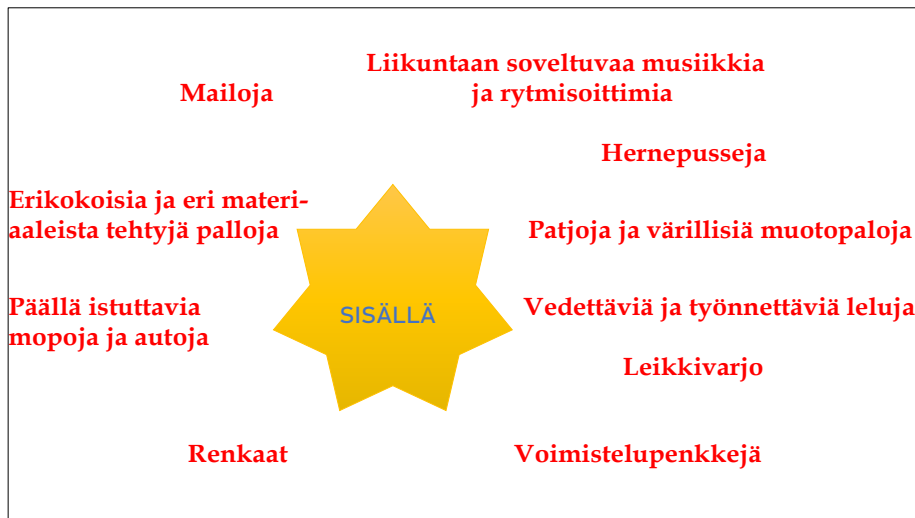 Liikuntaan soveltuvaa musiikkia
ja rytmisoittimia
Mailoja
Hernepusseja
Erikokoisia ja eri materi-
aaleista tehtyjä palloja
Patjoja ja värillisiä muotopaloja
Päällä istuttavia
mopoja ja autoja
SISÄLLÄ
Vedettäviä ja työnnettäviä leluja
Leikkivarjo
Renkaat
Voimistelupenkkejä